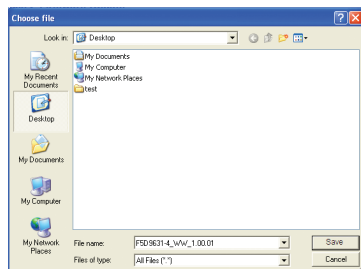 Choose file
Look in: Desktop
My Documents
My Computer
My Network Places
test
My Recent
Documents
Desktop
My Documents
My Computer
My Network
Places
File name: F5D9631-4_WW_1.00.01 Save
Files of type: All Files (*.*) Cancel